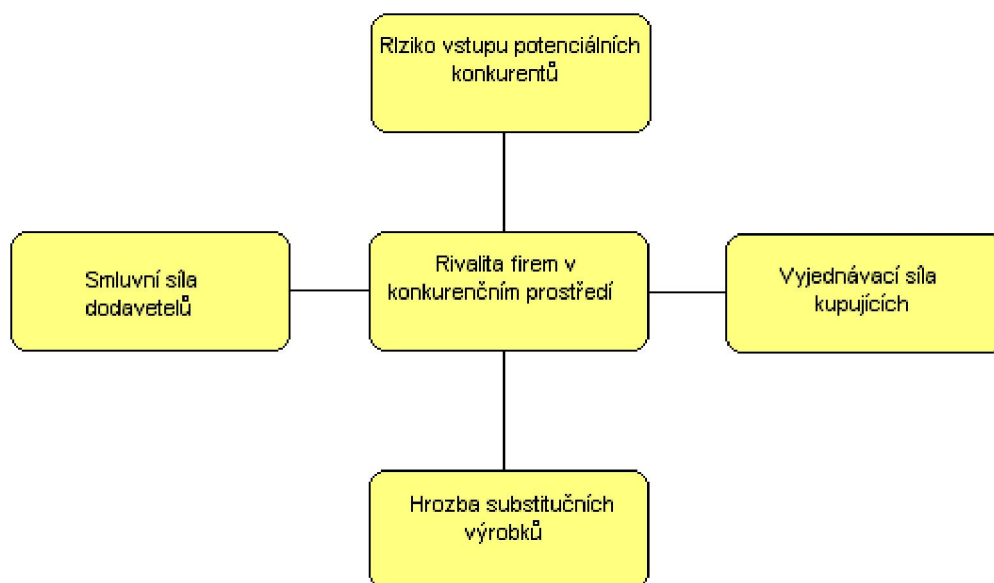 RIziko vstupu potenciálních
konkurentů
Smluvní síla
dodavetelů
Rivalita firem v
konkurenčním prostředí
Vyjednávací síla
kupujících
Hrozba substitučních
výrobků